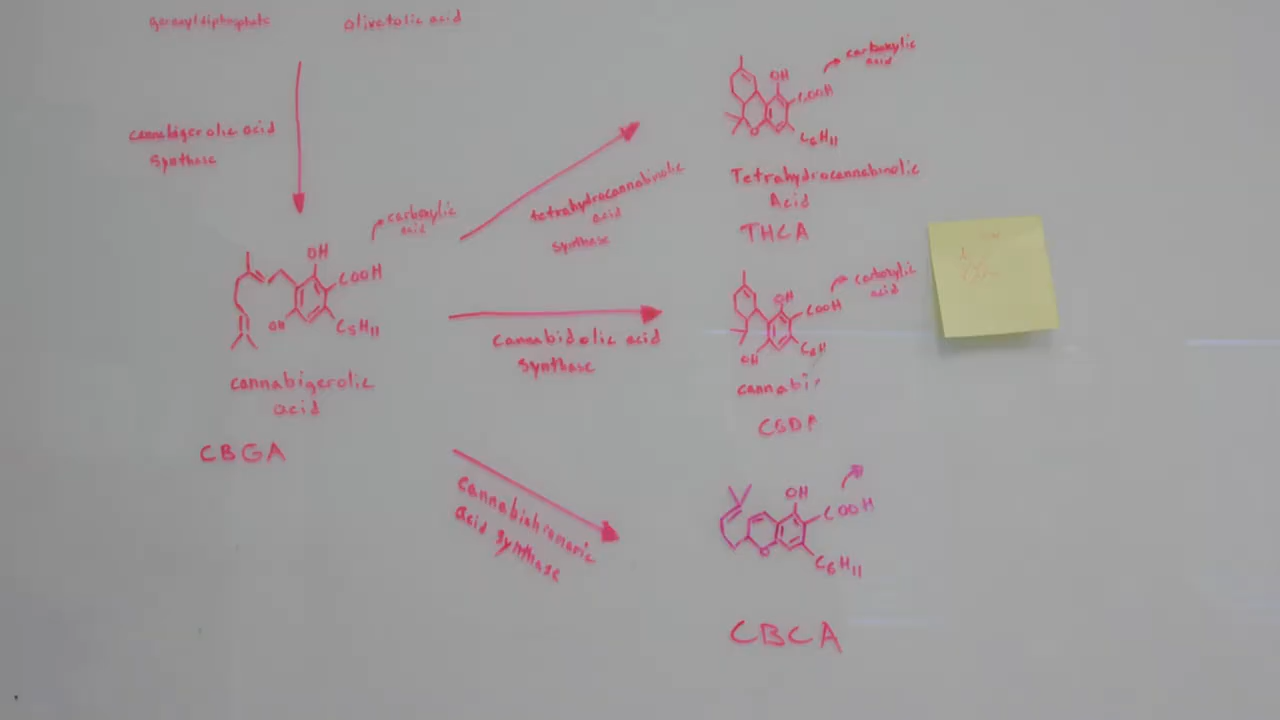 geranyl diphosphate
olivetolic acid
cannabigerolic acid
synthase
carboxylic
acid
OH
COOH
OH
C5H11
cannabigerolic
acid
CBGA
tetrahydrocannabinolic
acid
synthase
Cannabidolic acid
synthase
Cannabichromeric
acid synthase
carboxylic
acid
OH
COOH
O
C5H11
Tetrahydrocannabinolic
Acid
THCA
carboxylic
acid
OH
COOH
OH
cannabi
OH
COOH
O
C5H11
CBCA